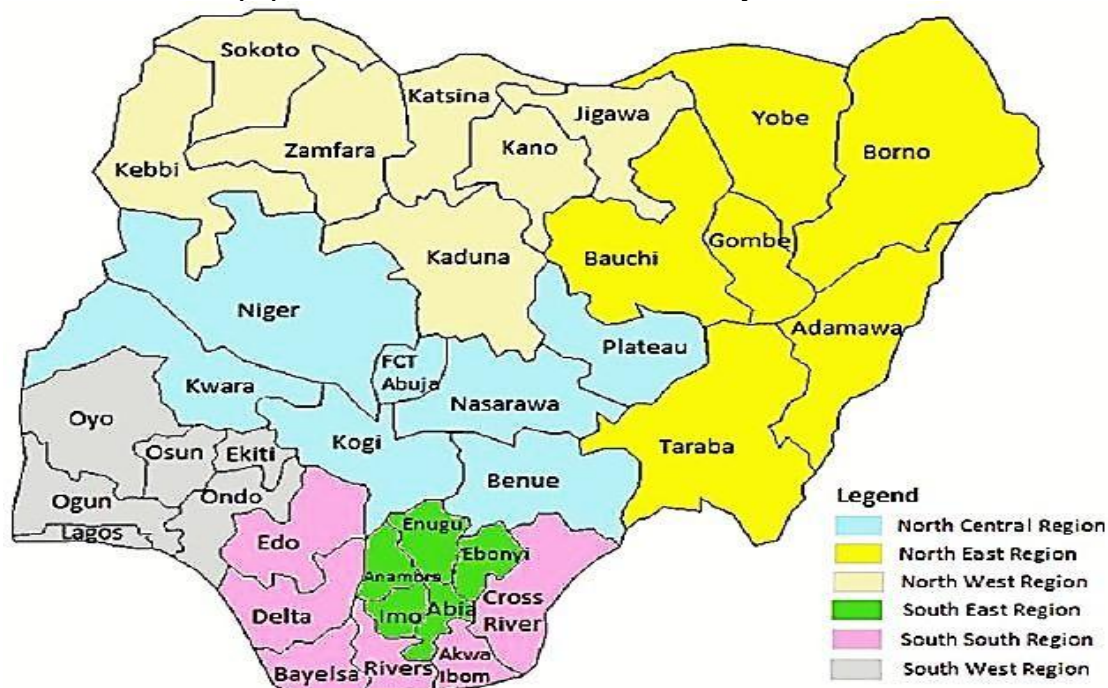 Sokoto
Katsina
Jigawa
Yobe
Borno
Kebbi
Zamfara
Kano
Kaduna
Bauchi
Gombe
Niger
Adamawa
Plateau
FCT
Abuja
Kwara
Nasarawa
Oyo
Kogi
Taraba
Osun
Ekiti
Benue
Ogun
Ondo
Lagos
Edo
Enugu
Ebonyi
Anambra
Imo
Abia
Cross
River
Delta
Bayelsa
Rivers
Akwa
Ibom
Legend
North Central Region
North East Region
North West Region
South East Region
South South Region
South West Region